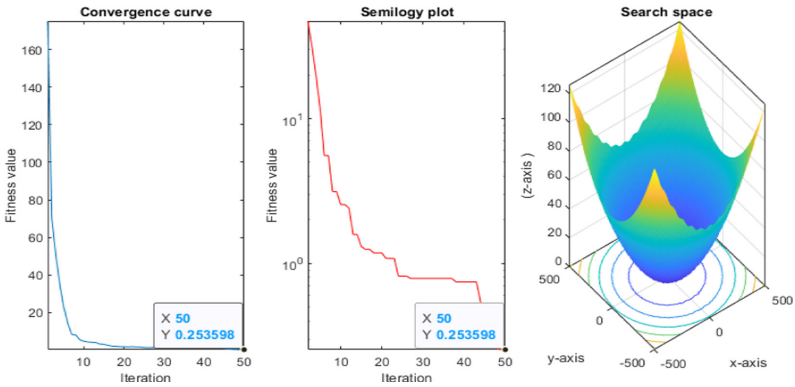 Convergence curve
Fitness value
160
140
120
100
80
60
40
20
10
20
30
40
50
Iteration
X 50
Y 0.253598
Semilogy plot
Fitness value
10^1
10^0
10
20
30
40
50
Iteration
X 50
Y 0.253598
Search space
(z-axis )
120
100
80
60
40
20
0
500
0
-500
y-axis
-500
0
500
x-axis